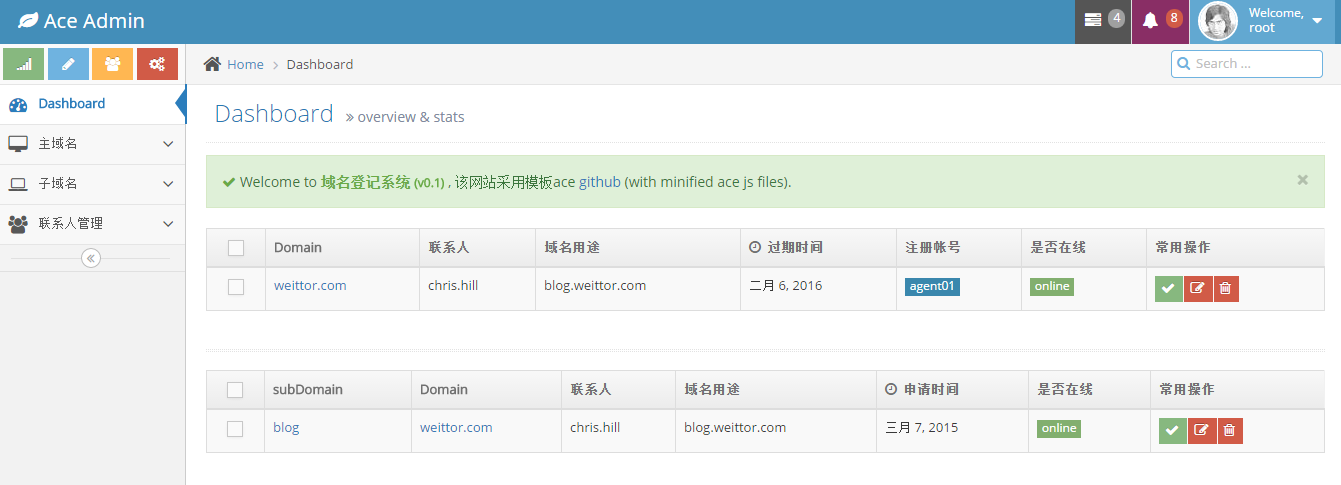 Ace Admin
4
8
Welcome,
root
Home
Dashboard
Search ...
Dashboard
主域名
子域名
联系人管理
Dashboard » overview & stats
Welcome to 域名登记系统 (v0.1) , 该网站采用模板ace github (with minified ace js files).
Domain 联系人 域名用途 过期时间 注册帐号 是否在线 常用操作
weittor.com chris.hill blog.weittor.com 二月 6, 2016 agent01 online
subDomain Domain 联系人 域名用途 申请时间 是否在线 常用操作
blog weittor.com chris.hill blog.weittor.com 三月 7, 2015 online